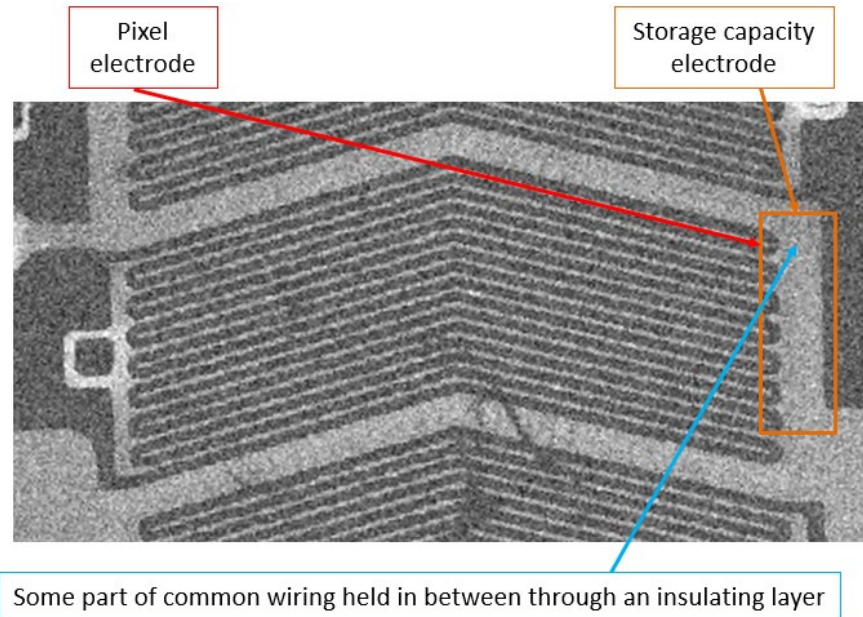 Pixel
electrode
Storage capacity
electrode
Some part of common wiring held in between through an insulating layer